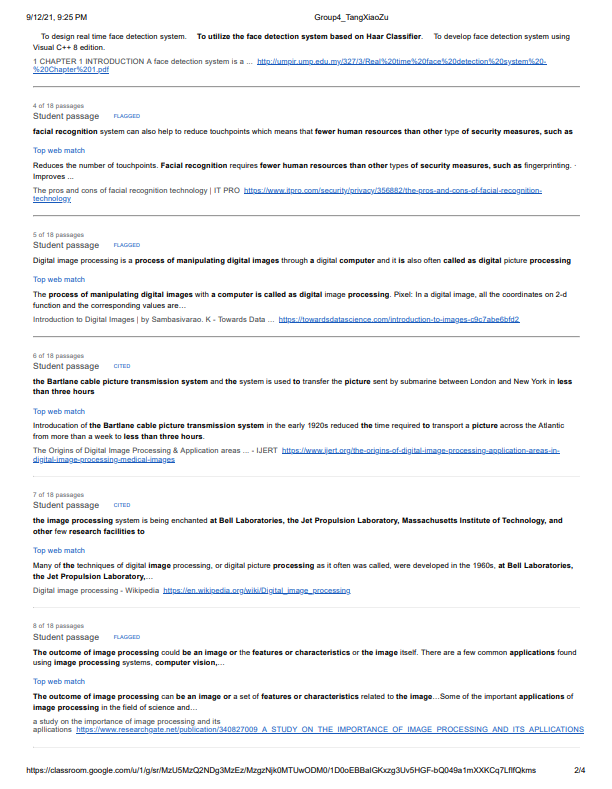 9/12/21, 9:25 PM Group4_TangXiaoZu
To design real time face detection system. To utilize the face detection system based on Haar Classifier. To develop face detection system using
Visual C++ 8 edition.
1 CHAPTER 1 INTRODUCTION A face detection system is a ... http://umpir.ump.edu.my/327/3/Real%20time%20face%20detection%20system%20-
%20Chapter%201.pdf
4 of 18 passages
Student passage FLAGGED
facial recognition system can also help to reduce touchpoints which means that fewer human resources than other type of security measures, such as
Top web match
Reduces the number of touchpoints. Facial recognition requires fewer human resources than other types of security measures, such as fingerprinting. ·
Improves ...
The pros and cons of facial recognition technology | IT PRO https://www.itpro.com/security/privacy/356882/the-pros-and-cons-of-facial-recognition-
technology
5 of 18 passages
Student passage FLAGGED
Digital image processing is a process of manipulating digital images through a digital computer and it is also often called as digital picture processing
Top web match
The process of manipulating digital images with a computer is called as digital image processing. Pixel: In a digital image, all the coordinates on 2-d
function and the corresponding values are...
Introduction to Digital Images | by Sambasivarao. K - Towards Data ... https://towardsdatascience.com/introduction-to-images-c9c7abe6bfd2
6 of 18 passages
Student passage CITED
the Bartlane cable picture transmission system and the system is used to transfer the picture sent by submarine between London and New York in less
than three hours
Top web match
Introducation of the Bartlane cable picture transmission system in the early 1920s reduced the time required to transport a picture across the Atlantic
from more than a week to less than three hours.
The Origins of Digital Image Processing & Application areas ... - IJERT https://www.ijert.org/the-origins-of-digital-image-processing-application-areas-in-
digital-image-processing-medical-images
7 of 18 passages
Student passage CITED
the image processing system is being enchanted at Bell Laboratories, the Jet Propulsion Laboratory, Massachusetts Institute of Technology, and
other few research facilities to
Top web match
Many of the techniques of digital image processing, or digital picture processing as it often was called, were developed in the 1960s, at Bell Laboratories,
the Jet Propulsion Laboratory,...
Digital image processing - Wikipedia https://en.wikipedia.org/wiki/Digital_image_processing
8 of 18 passages
Student passage FLAGGED
The outcome of image processing could be an image or the features or characteristics or the image itself. There are a few common applications found
using image processing systems, computer vision,...
Top web match
The outcome of image processing can be an image or a set of features or characteristics related to the image...Some of the important applications of
image processing in the field of science and...
a study on the importance of image processing and its
apllications https://www.researchgate.net/publication/340827009_A_STUDY_ON_THE_IMPORTANCE_OF_IMAGE_PROCESSING_AND_ITS_APLLICATIONS
https://classroom.google.com/u/1/g/sr/MzU5MzQ2NDg3MzEz/MzgzNjk0MTUwODM0/1D0oEBBaIGKxzg3Uv5HGF-bQ049a1mXXKCq7LfIfQkms 2/4